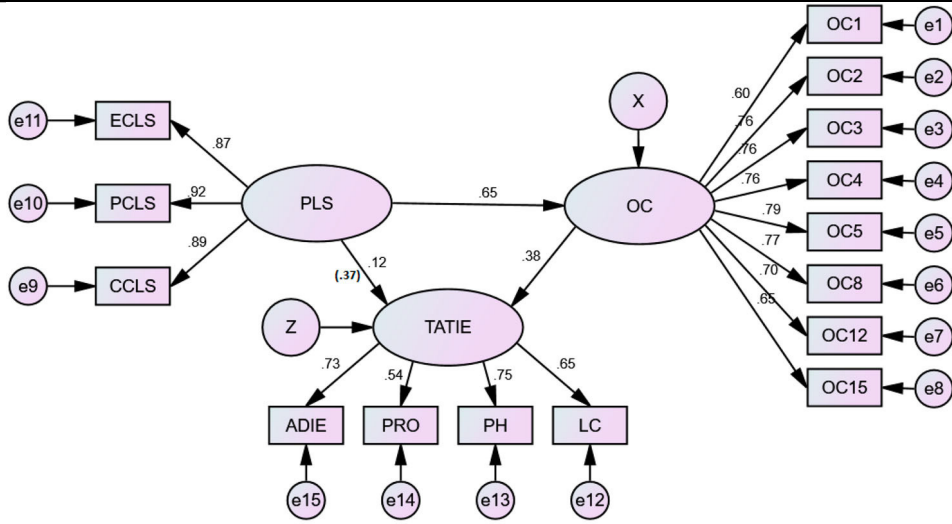 OC1
e1
.60
OC2
e2
.76
OC3
e3
.76
OC4
e4
.76
OC5
e5
.79
OC8
e6
.77
OC12
e7
.70
OC15
e8
.65
X
OC
e11
ECLS
.87
e10
PCLS
.92
e9
CCLS
.89
PLS
.65
.12
(.37)
.38
Z
TATIE
.73
.54
.75
.65
ADIE
PRO
PH
LC
e15
e14
e13
e12